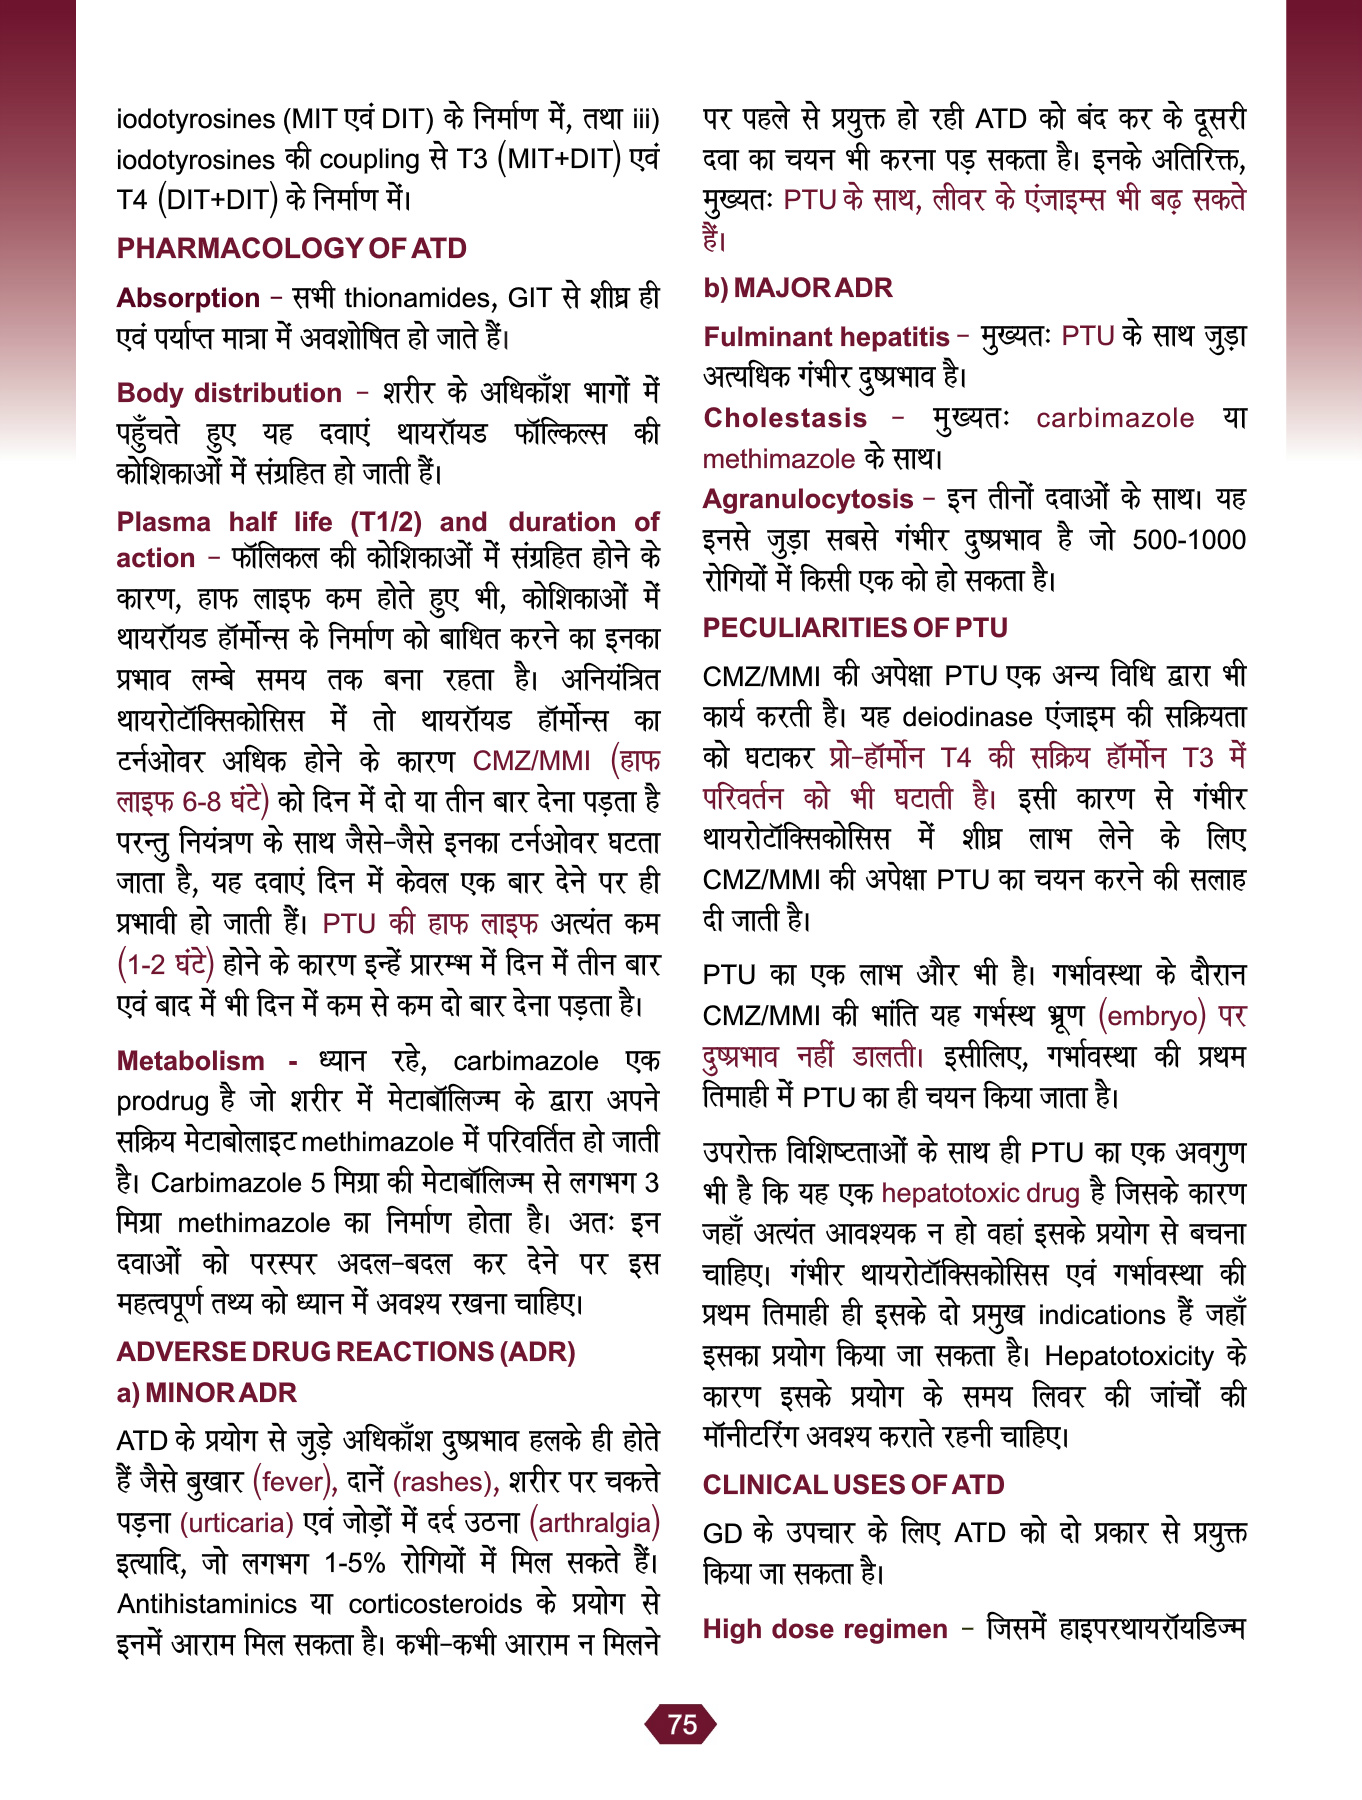 iodotyrosines (MIT एवं DIT) के निर्माण में, तथा iii)
iodotyrosines की coupling से T3 (MIT+DIT) एवं
T4 (DIT+DIT) के निर्माण में।
PHARMACOLOGY OF ATD
Absorption – सभी thionamides, GIT से शीघ्र ही
एवं पर्याप्त मात्रा में अवशोषित हो जाते हैं।
Body distribution – शरीर के अधिकाँश भागों में
पहुँचते हुए यह दवाएं थायरॉयड फॉल्किल्स की
कोशिकाओं में संग्रहित हो जाती हैं।
Plasma half life (T1/2) and duration of
action – फॉलिकल की कोशिकाओं में संग्रहित होने के
कारण, हाफ लाइफ कम होते हुए भी, कोशिकाओं में
थायरॉयड हॉर्मोन्स के निर्माण को बाधित करने का इनका
प्रभाव लम्बे समय तक बना रहता है। अनियंत्रित
थायरोटॉक्सिकोसिस में तो थायरॉयड हॉर्मोन्स का
टर्नओवर अधिक होने के कारण CMZ/MMI (हाफ
लाइफ 6-8 घंटे) को दिन में दो या तीन बार देना पड़ता है
परन्तु नियंत्रण के साथ जैसे-जैसे इनका टर्नओवर घटता
जाता है, यह दवाएं दिन में केवल एक बार देने पर ही
प्रभावी हो जाती हैं। PTU की हाफ लाइफ अत्यंत कम
(1-2 घंटे) होने के कारण इन्हें प्रारम्भ में दिन में तीन बार
एवं बाद में भी दिन में कम से कम दो बार देना पड़ता है।
Metabolism - ध्यान रहे, carbimazole एक
prodrug है जो शरीर में मेटाबॉलिज्म के द्वारा अपने
सक्रिय मेटाबोलाइट methimazole में परिवर्तित हो जाती
है। Carbimazole 5 मिग्रा की मेटाबॉलिज्म से लगभग 3
मिग्रा methimazole का निर्माण होता है। अतः इन
दवाओं को परस्पर अदल-बदल कर देने पर इस
महत्वपूर्ण तथ्य को ध्यान में अवश्य रखना चाहिए।
ADVERSE DRUG REACTIONS (ADR)
a) MINOR ADR
ATD के प्रयोग से जुड़े अधिकाँश दुष्प्रभाव हलके ही होते
हैं जैसे बुखार (fever), दानें (rashes), शरीर पर चकत्ते
पड़ना (urticaria) एवं जोड़ों में दर्द उठना (arthralgia)
इत्यादि, जो लगभग 1-5% रोगियों में मिल सकते हैं।
Antihistaminics या corticosteroids के प्रयोग से
इनमें आराम मिल सकता है। कभी-कभी आराम न मिलने
पर पहले से प्रयुक्त हो रही ATD को बंद कर के दूसरी
दवा का चयन भी करना पड़ सकता है। इनके अतिरिक्त,
मुख्यतः PTU के साथ, लीवर के एंजाइम्स भी बढ़ सकते
हैं।
b) MAJOR ADR
Fulminant hepatitis – मुख्यतः PTU के साथ जुड़ा
अत्यधिक गंभीर दुष्प्रभाव है।
Cholestasis – मुख्यतः carbimazole या
methimazole के साथ।
Agranulocytosis – इन तीनों दवाओं के साथ। यह
इनसे जुड़ा सबसे गंभीर दुष्प्रभाव है जो 500-1000
रोगियों में किसी एक को हो सकता है।
PECULIARITIES OF PTU
CMZ/MMI की अपेक्षा PTU एक अन्य विधि द्वारा भी
कार्य करती है। यह deiodinase एंजाइम की सक्रियता
को घटाकर प्रो-हॉर्मोन T4 की सक्रिय हॉर्मोन T3 में
परिवर्तन को भी घटाती है। इसी कारण से गंभीर
थायरोटॉक्सिकोसिस में शीघ्र लाभ लेने के लिए
CMZ/MMI की अपेक्षा PTU का चयन करने की सलाह
दी जाती है।
PTU का एक लाभ और भी है। गर्भावस्था के दौरान
CMZ/MMI की भांति यह गर्भस्थ भ्रूण (embryo) पर
दुष्प्रभाव नहीं डालती। इसीलिए, गर्भावस्था की प्रथम
तिमाही में PTU का ही चयन किया जाता है।
उपरोक्त विशिष्टताओं के साथ ही PTU का एक अवगुण
भी है कि यह एक hepatotoxic drug है जिसके कारण
जहाँ अत्यंत आवश्यक न हो वहां इसके प्रयोग से बचना
चाहिए। गंभीर थायरोटॉक्सिकोसिस एवं गर्भावस्था की
प्रथम तिमाही ही इसके दो प्रमुख indications हैं जहाँ
इसका प्रयोग किया जा सकता है। Hepatotoxicity के
कारण इसके प्रयोग के समय लिवर की जांचों की
मॉनीटरिंग अवश्य कराते रहनी चाहिए।
CLINICAL USES OF ATD
GD के उपचार के लिए ATD को दो प्रकार से प्रयुक्त
किया जा सकता है।
High dose regimen – जिसमें हाइपरथायरॉयडिज्म
75